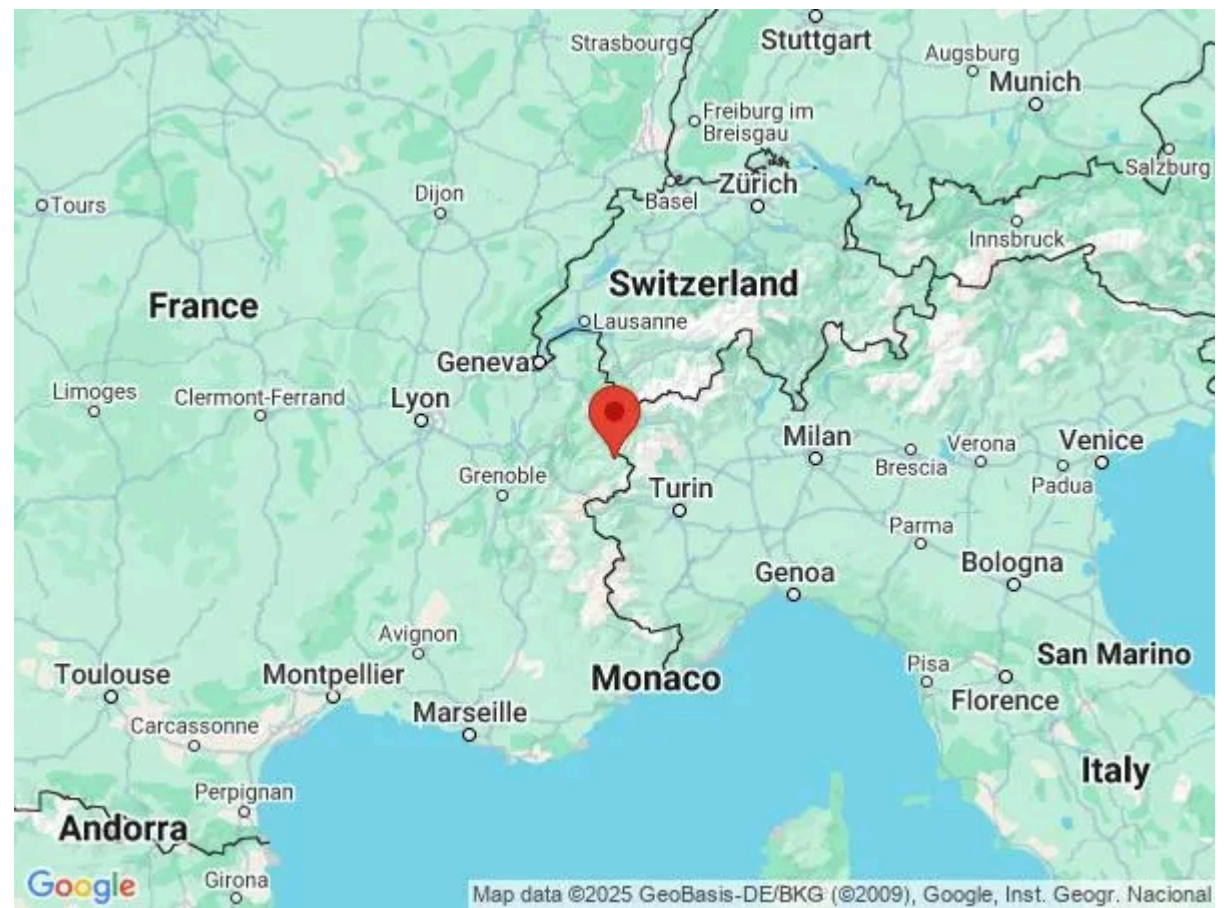 Strasbourg
Stuttgart
Augsburg
Munich
Freiburg im
Breisgau
Salzburg
Zürich
Basel
Tours
Dijon
Innsbruck
Switzerland
France
Lausanne
Geneva
Limoges
Clermont-Ferrand
Lyon
Milan
Verona
Venice
Brescia
Padua
Grenoble
Turin
Parma
Bologna
Genoa
Avignon
San Marino
Toulouse
Montpellier
Monaco
Pisa
Florence
Marseille
Carcassonne
Italy
Perpignan
Andorra
Girona
Google
Map data ©2025 GeoBasis-DE/BKG (©2009), Google, Inst. Geogr. Nacional